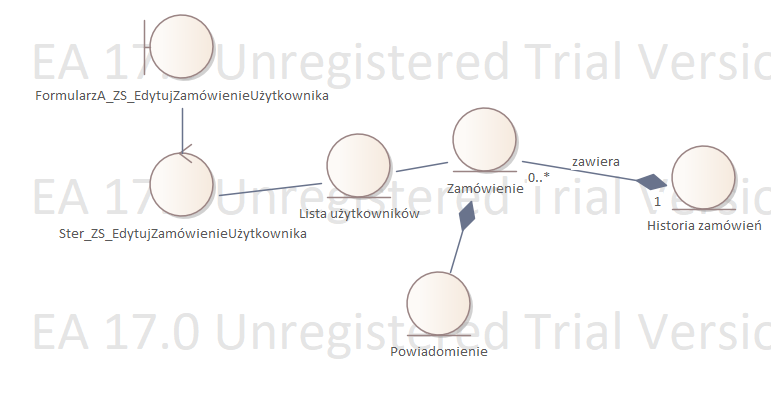 EA 17.0 Unregistered Trial Versio
FormularzA_ZS_EdytujZamówienieUżytkownika
zawiera
0..*
Zamówienie
1
EA 17.0 Unregistered Trial Versio
Lista użytkowników
Historia zamówień
Ster_ZS_EdytujZamówienieUżytkownika
EA 17.0 Unregistered Trial Versio
Powiadomienie